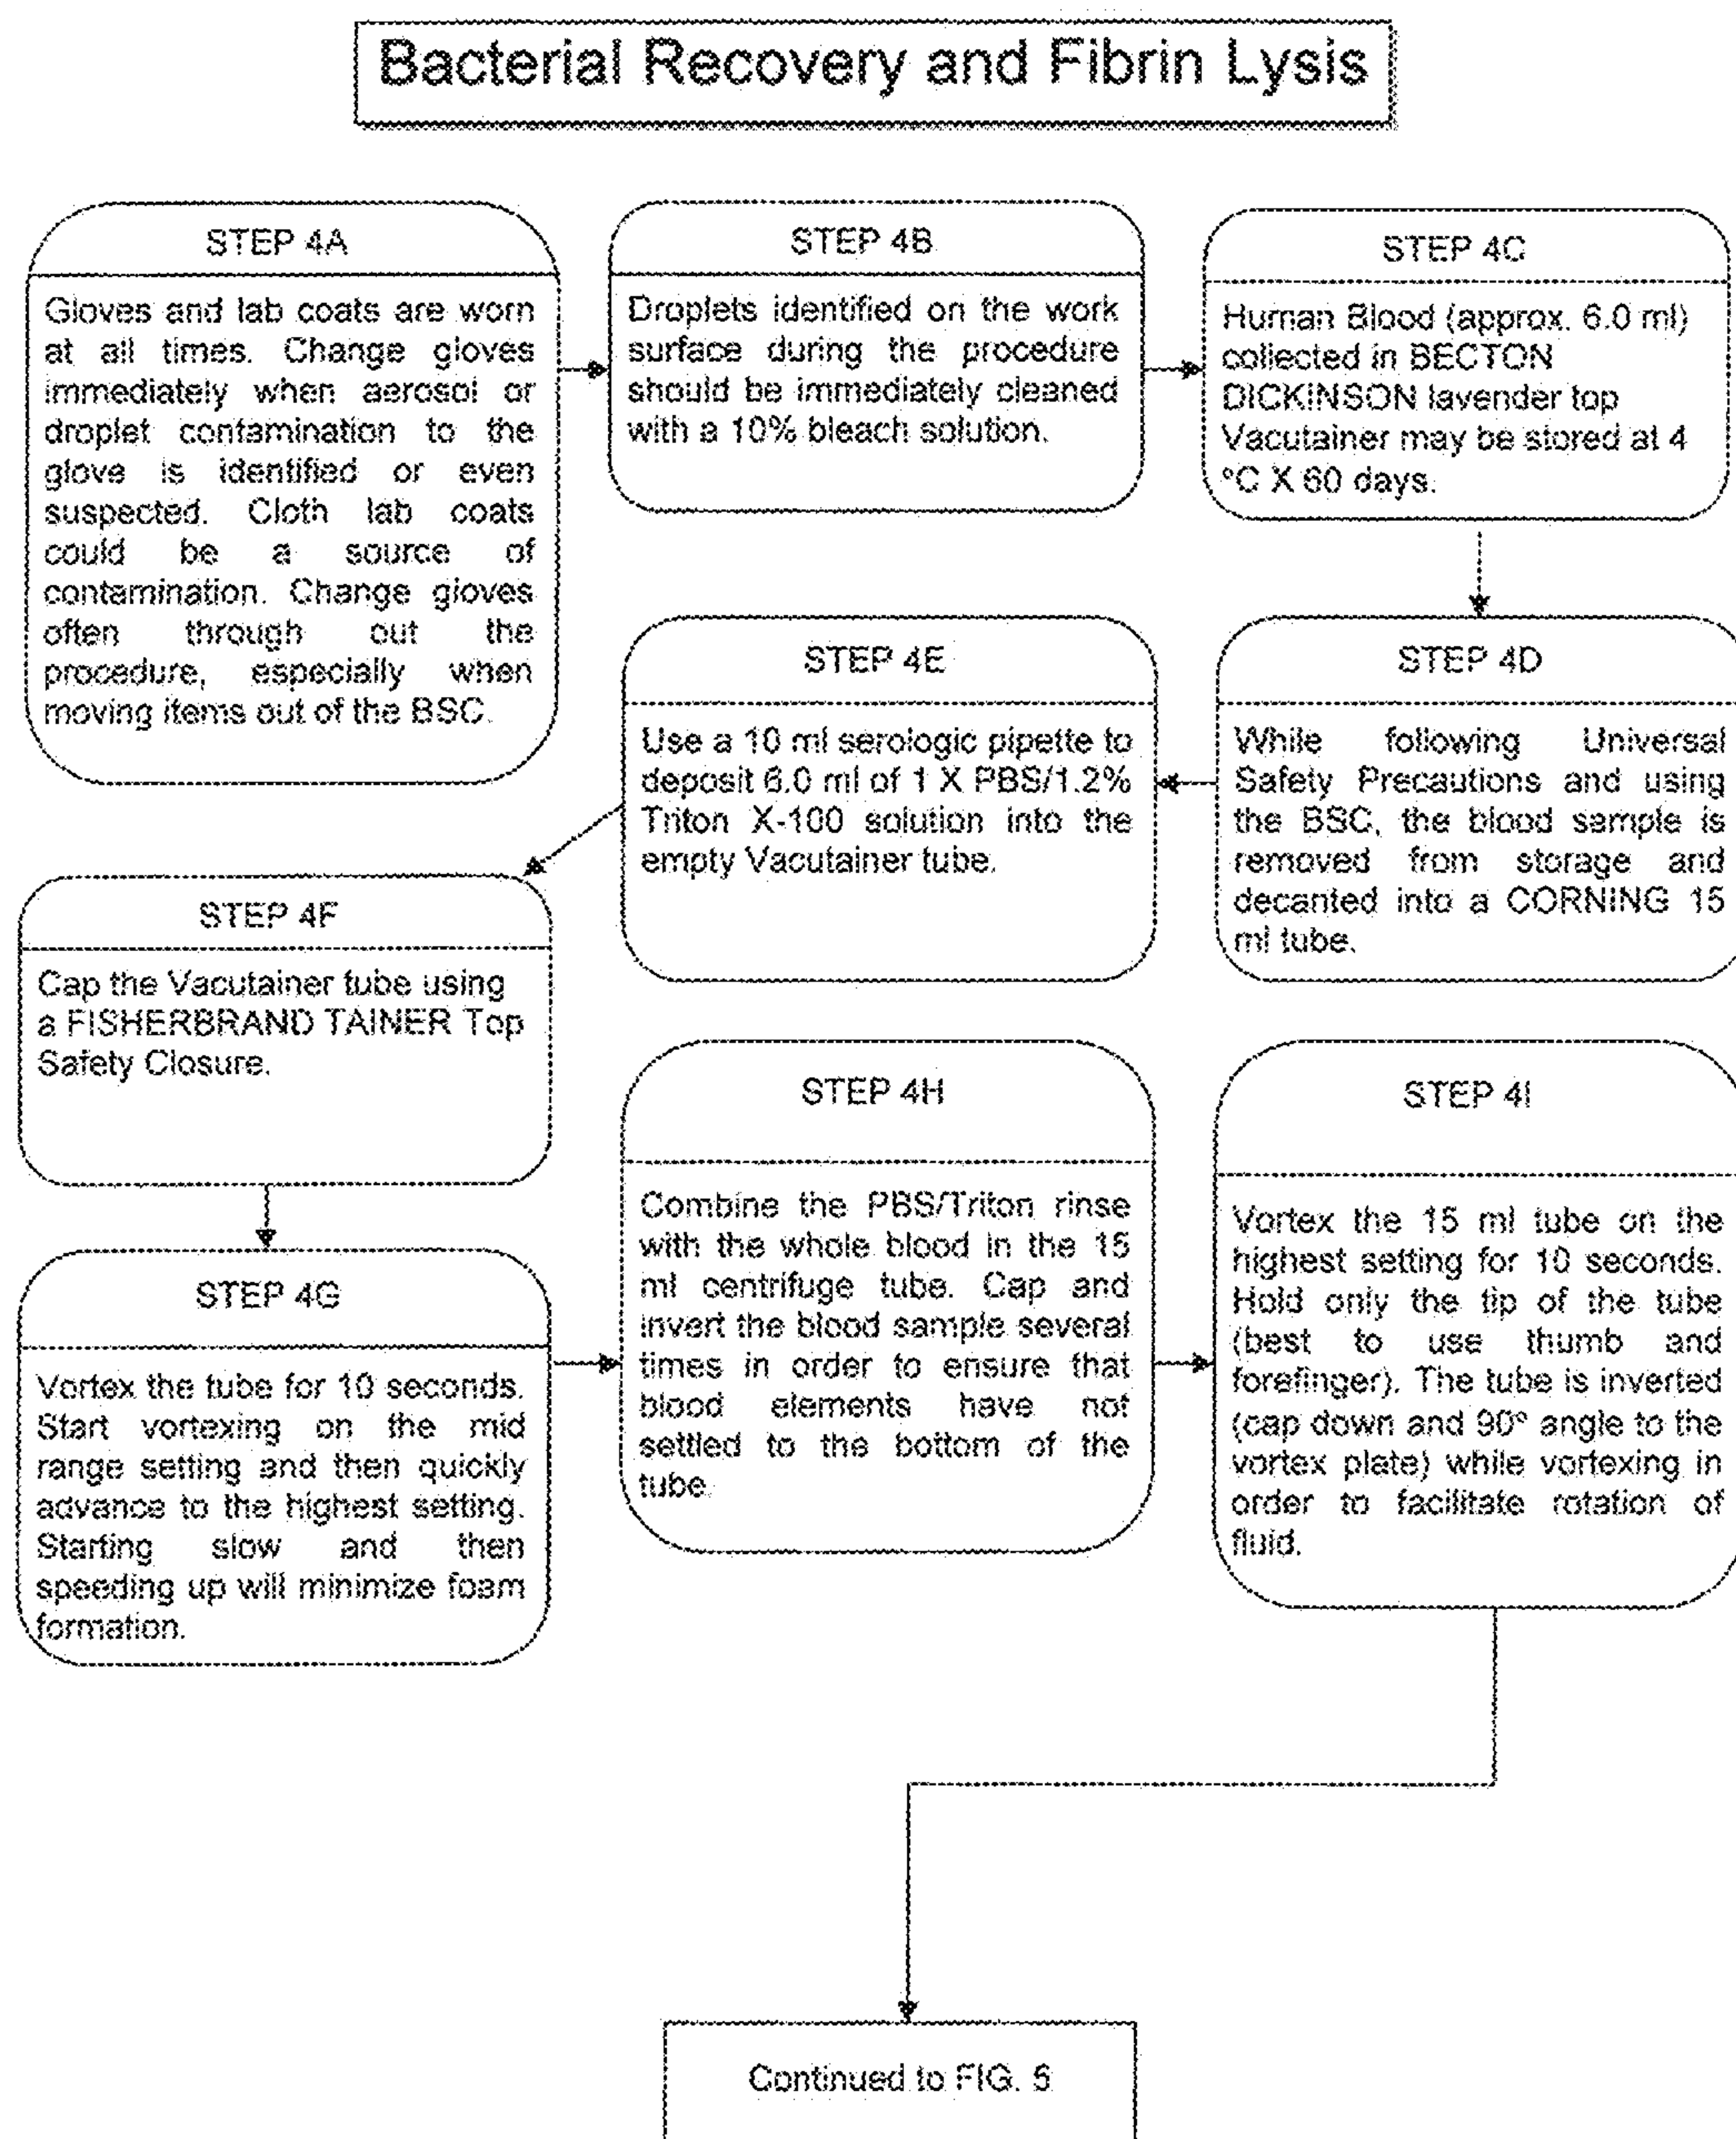 Bacterial Recovery and Fibrin Lysis
STEP 4A
Gloves and lab coats are worn
at all times. Change gloves
immediately when aerosol or
droplet contamination to the
glove is identified or even
suspected. Cloth lab coats
could be a source of
contamination. Change gloves
often through out the
procedure, especially when
moving items out of the BSC.
STEP 4B
Droplets identified on the work
surface during the procedure
should be immediately cleaned
with a 10% bleach solution.
STEP 4C
Human Blood (approx. 6.0 ml)
collected in BECTON
DICKINSON lavender top
Vacutainer may be stored at 4
°C X 60 days.
STEP 4D
While following Universal
Safety Precautions and using
the BSC, the blood sample is
removed from storage and
decanted into a CORNING 15
ml tube.
STEP 4E
Use a 10 ml serologic pipette to
deposit 6.0 ml of 1 X PBS/1.2%
Triton X-100 solution into the
empty Vacutainer tube.
STEP 4F
Cap the Vacutainer tube using
a FISHERBRAND TAINER Top
Safety Closure.
STEP 4G
Vortex the tube for 10 seconds.
Start vortexing on the mid
range setting and then quickly
advance to the highest setting.
Starting slow and then
speeding up will minimize foam
formation.
STEP 4H
Combine the PBS/Triton rinse
with the whole blood in the 15
ml centrifuge tube. Cap and
invert the blood sample several
times in order to ensure that
blood elements have not
settled to the bottom of the
tube.
STEP 4I
Vortex the 15 ml tube on the
highest setting for 10 seconds.
Hold only the tip of the tube
(best to use thumb and
forefinger). The tube is inverted
(cap down and 90° angle to the
vortex plate) while vortexing in
order to facilitate rotation of
fluid.
Continued to FIG. 5